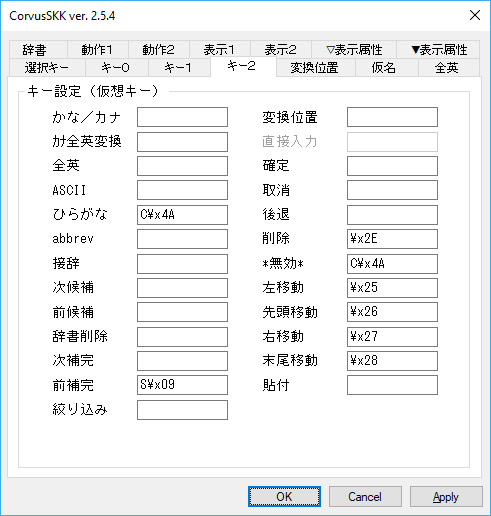 CorvusSKK ver. 2.5.4
辞書 動作1 動作2 表示1 表示2 ▽表示属性 ▼表示属性
選択キー キー0 キー1 キー2 変換位置 仮名 全英
キー設定（仮想キー）
かな／カナ 変換位置
ｶﾅ全英変換 直接入力
全英 確定
ASCII 取消
ひらがな C¥x4A 後退
abbrev 削除 ¥x2E
接辞 *無効* C¥x4A
次候補 左移動 ¥x25
前候補 先頭移動 ¥x26
辞書削除 右移動 ¥x27
次補完 末尾移動 ¥x28
前補完 S¥x09 貼付
絞り込み
OK Cancel Apply